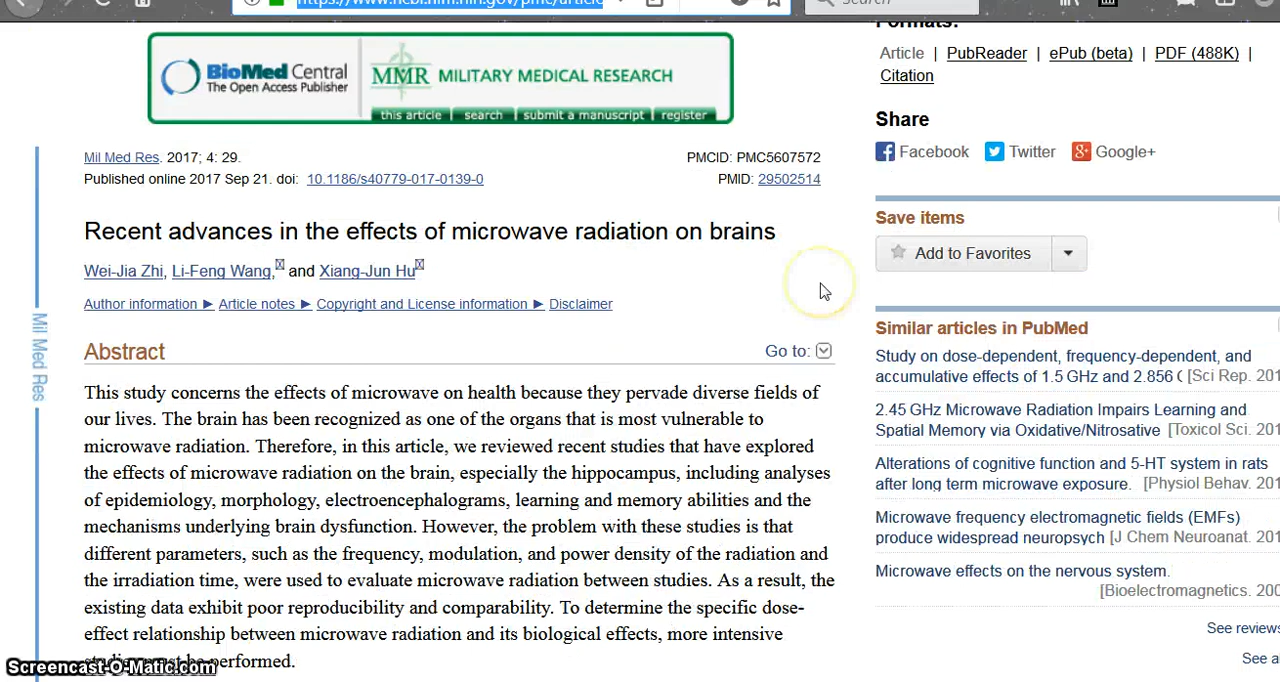 https://www.ncbi.nlm.nih.gov/pmc/article
Search
BioMed Central
The Open Access Publisher
MMR MILITARY MEDICAL RESEARCH
this article
search
submit a manuscript
register
Mil Med Res. 2017; 4: 29.
PMCID: PMC5607572
Published online 2017 Sep 21. doi: 10.1186/s40779-017-0139-0
PMID: 29502514
Recent advances in the effects of microwave radiation on brains
Wei-Jia Zhi, Li-Feng Wang, and Xiang-Jun Hu
Author information ► Article notes ► Copyright and License information ► Disclaimer
Mil Med Res
Abstract
Go to:
This study concerns the effects of microwave on health because they pervade diverse fields of
our lives. The brain has been recognized as one of the organs that is most vulnerable to
microwave radiation. Therefore, in this article, we reviewed recent studies that have explored
the effects of microwave radiation on the brain, especially the hippocampus, including analyses
of epidemiology, morphology, electroencephalograms, learning and memory abilities and the
mechanisms underlying brain dysfunction. However, the problem with these studies is that
different parameters, such as the frequency, modulation, and power density of the radiation and
the irradiation time, were used to evaluate microwave radiation between studies. As a result, the
existing data exhibit poor reproducibility and comparability. To determine the specific dose-
effect relationship between microwave radiation and its biological effects, more intensive
studies must be performed.
Screencast-O-Matic.com
Formats:
Article | PubReader | ePub (beta) | PDF (488K) |
Citation
Share
Facebook Twitter Google+
Save items
Add to Favorites
Similar articles in PubMed
Study on dose-dependent, frequency-dependent, and
accumulative effects of 1.5 GHz and 2.856 [Sci Rep. 201
2.45 GHz Microwave Radiation Impairs Learning and
Spatial Memory via Oxidative/Nitrosative [Toxicol Sci. 201
Alterations of cognitive function and 5-HT system in rats
after long term microwave exposure. [Physiol Behav. 201
Microwave frequency electromagnetic fields (EMFs)
produce widespread neuropsych [J Chem Neuroanat. 201
Microwave effects on the nervous system.
[Bioelectromagnetics. 200
See reviews
See a